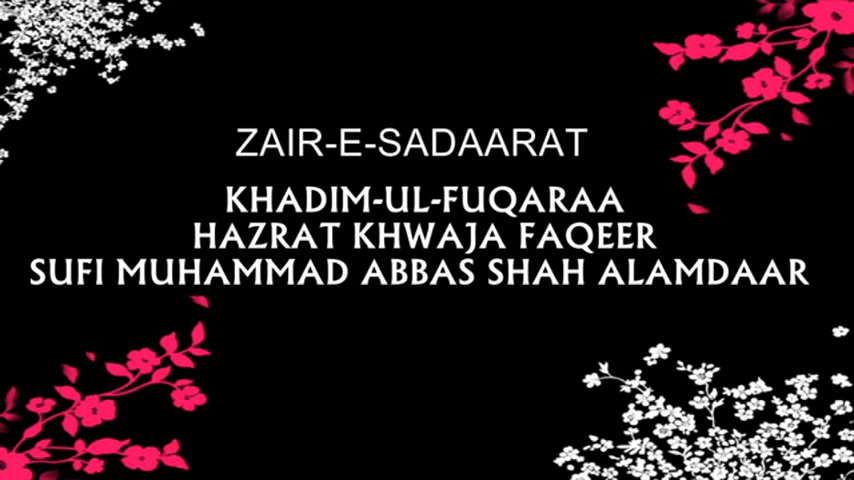 ZAIR-E-SADAARAT
KHADIM-UL-FUQARAA
HAZRAT KHWAJA FAQEER
SUFI MUHAMMAD ABBAS SHAH ALAMDAAR